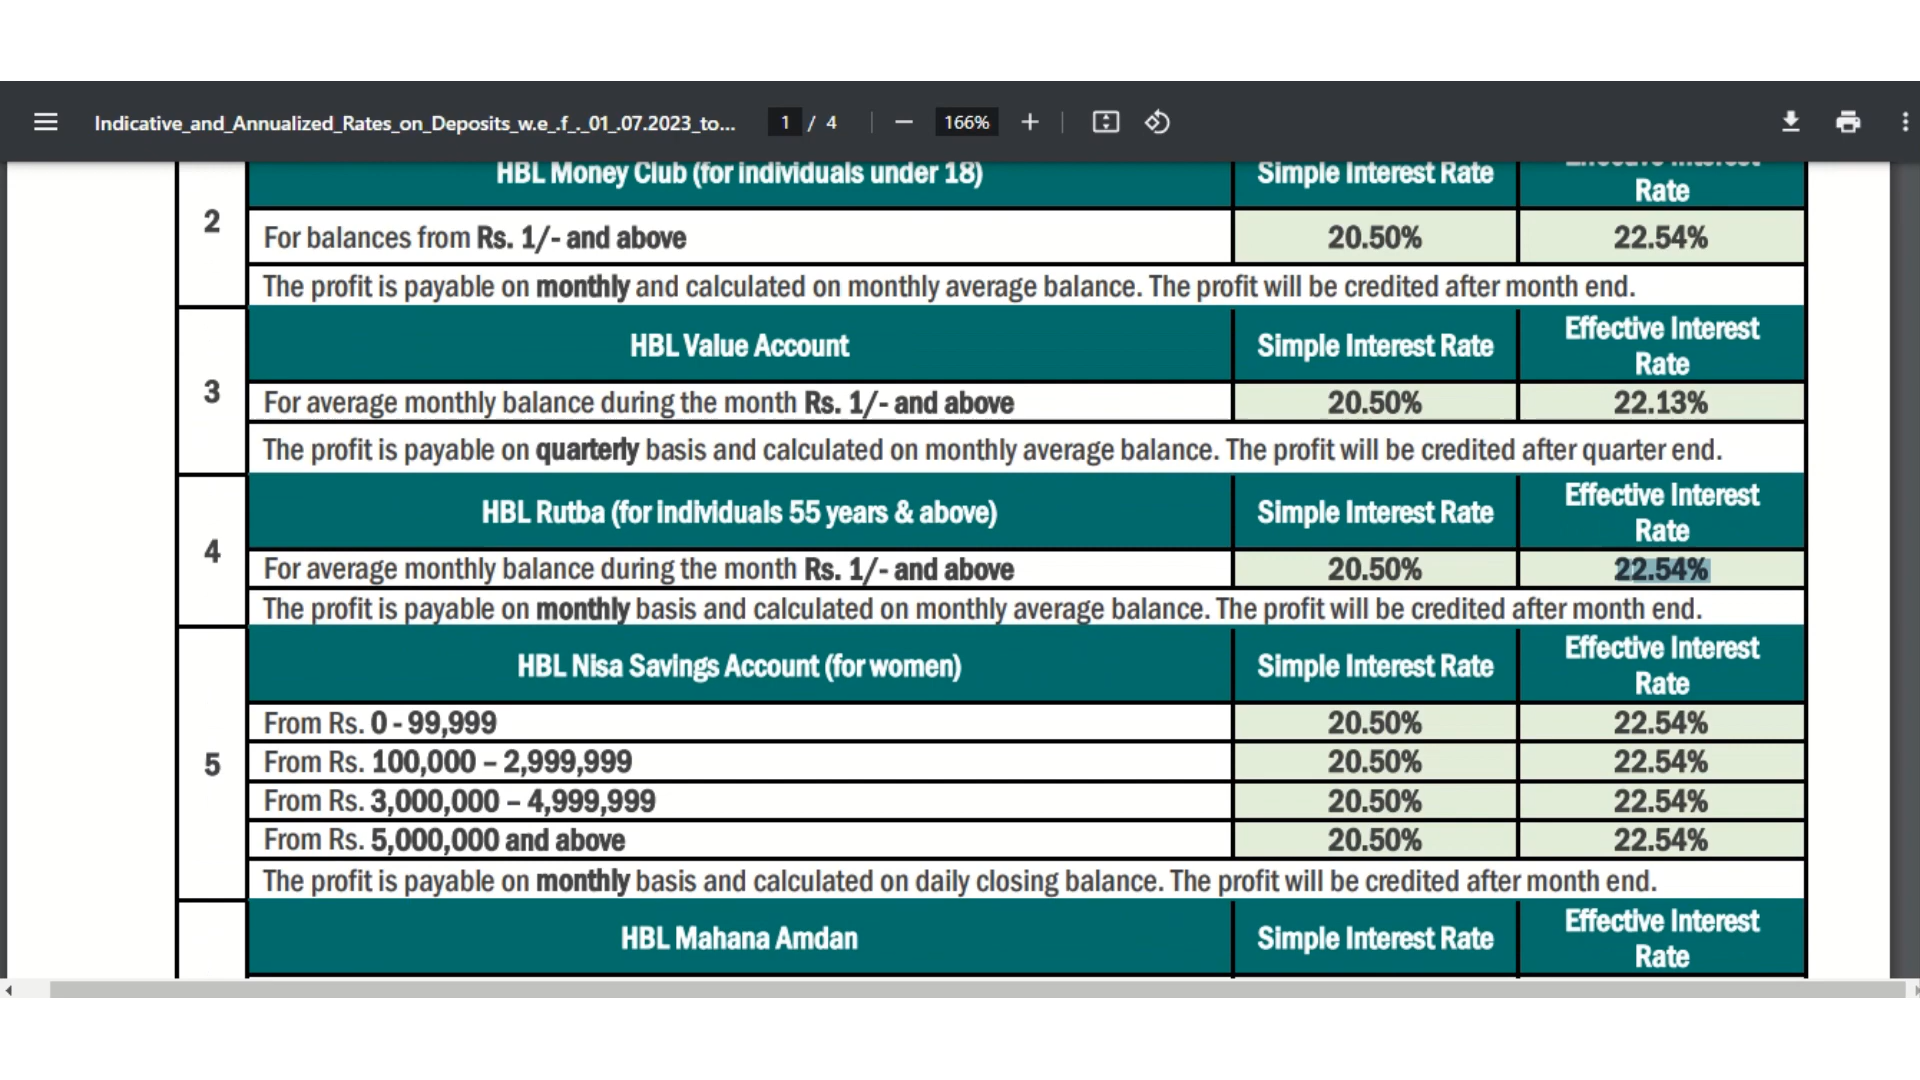 Indicative_and_Annualized_Rates_on_Deposits_w.e_.f_._01_.07.2023_to...
1 / 4
166%
HBL Money Club (for individuals under 18)
Simple Interest Rate
Effective Interest
Rate
2
For balances from Rs. 1/- and above
20.50%
22.54%
The profit is payable on monthly and calculated on monthly average balance. The profit will be credited after month end.
HBL Value Account
Simple Interest Rate
Effective Interest
Rate
3
For average monthly balance during the month Rs. 1/- and above
20.50%
22.13%
The profit is payable on quarterly basis and calculated on monthly average balance. The profit will be credited after quarter end.
HBL Rutba (for individuals 55 years & above)
Simple Interest Rate
Effective Interest
Rate
4
For average monthly balance during the month Rs. 1/- and above
20.50%
22.54%
The profit is payable on monthly basis and calculated on monthly average balance. The profit will be credited after month end.
HBL Nisa Savings Account (for women)
Simple Interest Rate
Effective Interest
Rate
5
From Rs. 0 - 99,999
20.50%
22.54%
From Rs. 100,000 – 2,999,999
20.50%
22.54%
From Rs. 3,000,000 – 4,999,999
20.50%
22.54%
From Rs. 5,000,000 and above
20.50%
22.54%
The profit is payable on monthly basis and calculated on daily closing balance. The profit will be credited after month end.
HBL Mahana Amdan
Simple Interest Rate
Effective Interest
Rate